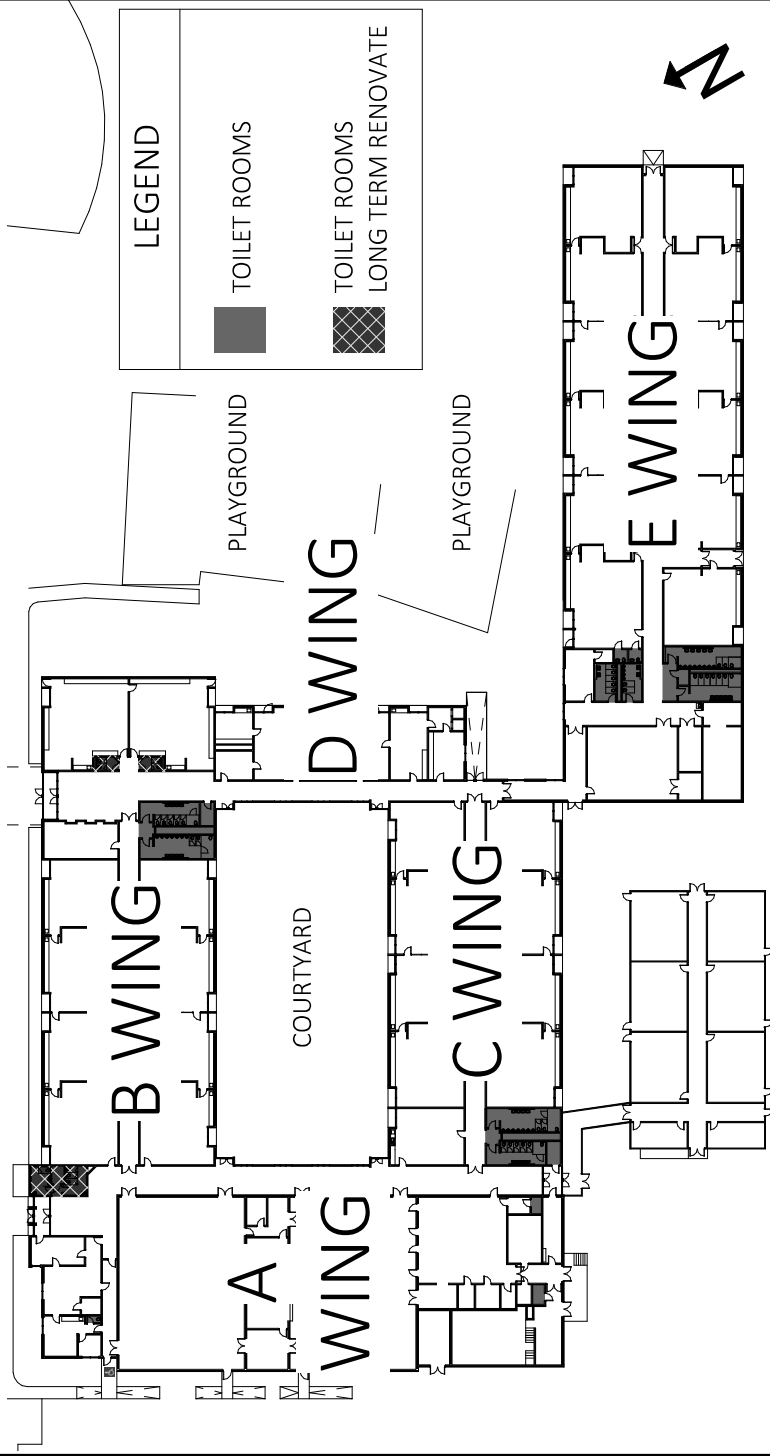 LEGEND
TOILET ROOMS
TOILET ROOMS
LONG TERM RENOVATE
N
PLAYGROUND
PLAYGROUND
D WING
E WING
B WING
COURTYARD
C WING
A
WING